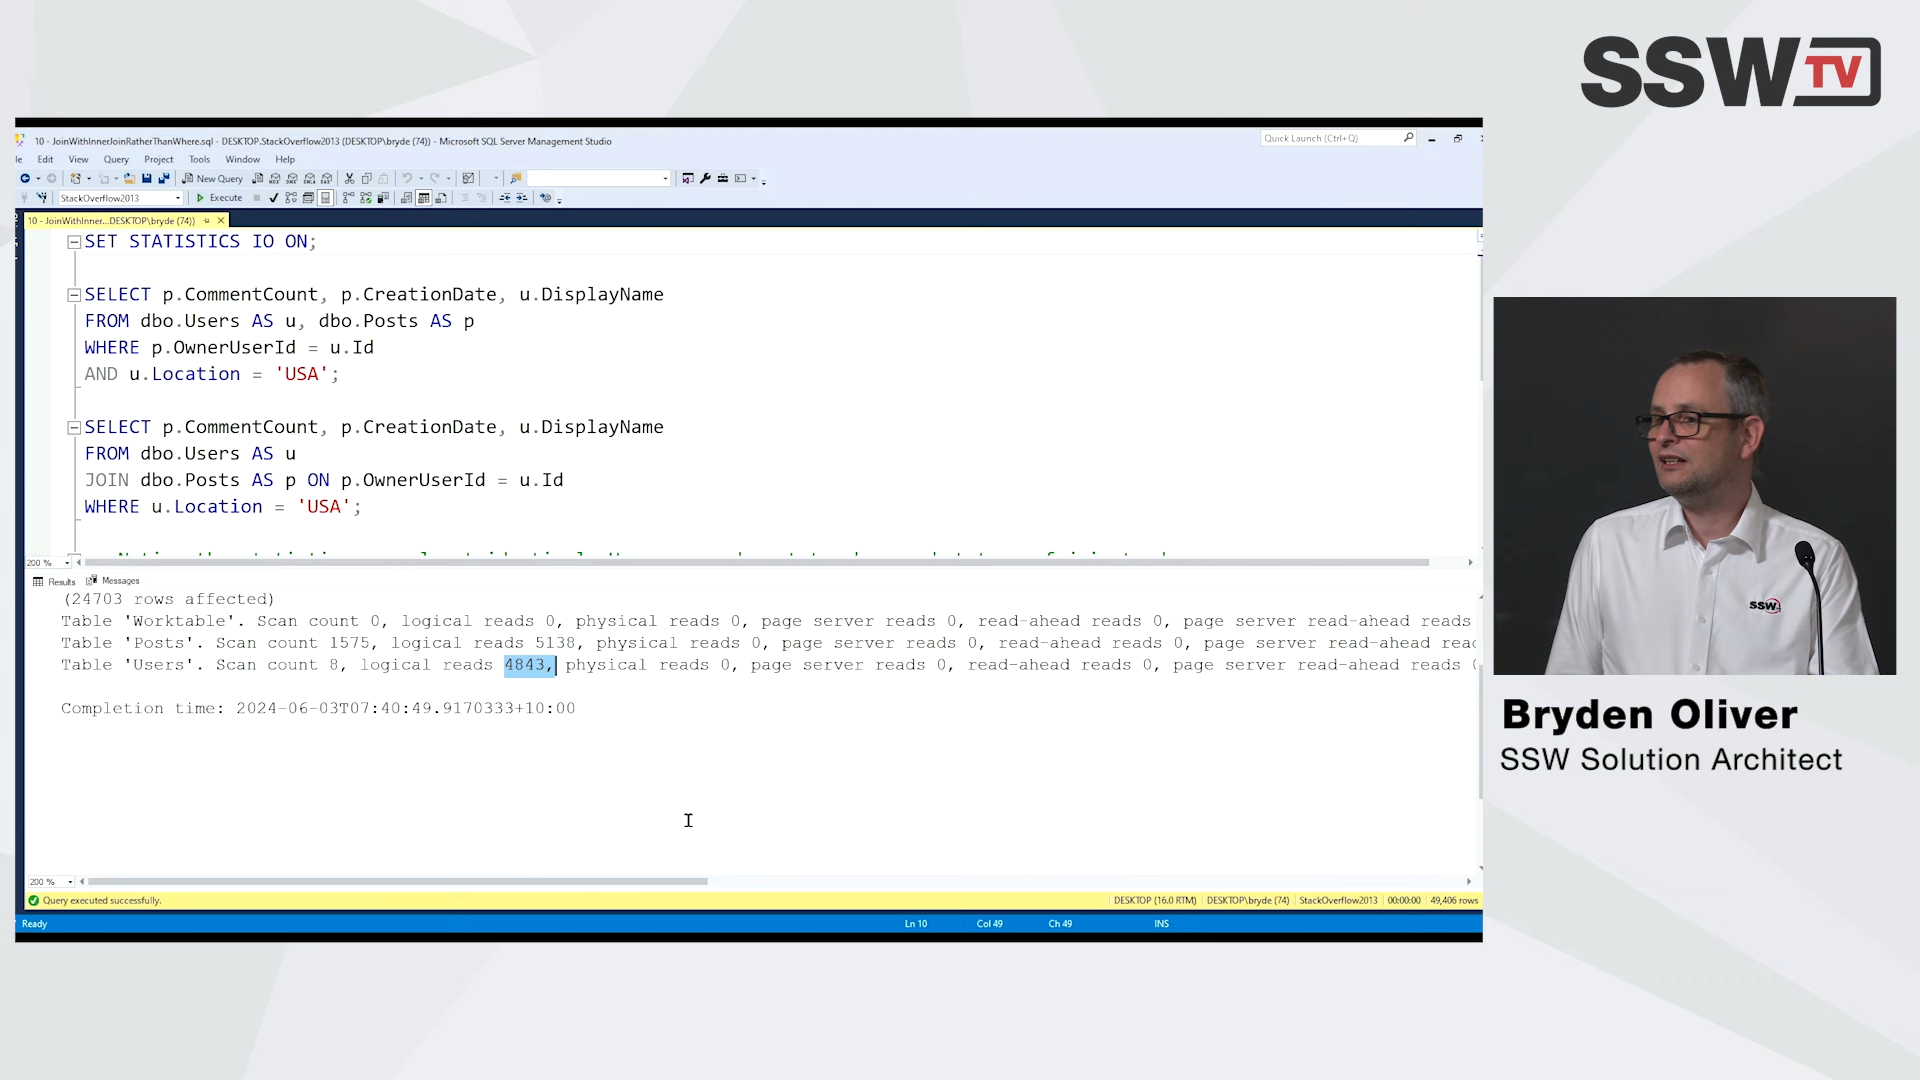 SSW TV
10 - JoinWithInnerJoinRatherThanWhere.sql - DESKTOP.StackOverflow2013 (DESKTOP\bryde (74)) - Microsoft SQL Server Management Studio
Quick Launch (Ctrl+Q)
le Edit View Query Project Tools Window Help
New Query
StackOverflow2013 Execute
10 - JoinWithInner...DESKTOP\bryde (74))
SET STATISTICS IO ON;
SELECT p.CommentCount, p.CreationDate, u.DisplayName
FROM dbo.Users AS u, dbo.Posts AS p
WHERE p.OwnerUserId = u.Id
AND u.Location = 'USA';
SELECT p.CommentCount, p.CreationDate, u.DisplayName
FROM dbo.Users AS u
JOIN dbo.Posts AS p ON p.OwnerUserId = u.Id
WHERE u.Location = 'USA';
200 %
Results Messages
(24703 rows affected)
Table 'Worktable'. Scan count 0, logical reads 0, physical reads 0, page server reads 0, read-ahead reads 0, page server read-ahead reads
Table 'Posts'. Scan count 1575, logical reads 5138, physical reads 0, page server reads 0, read-ahead reads 0, page server read-ahead rea
Table 'Users'. Scan count 8, logical reads 4843, physical reads 0, page server reads 0, read-ahead reads 0, page server read-ahead reads
Completion time: 2024-06-03T07:40:49.9170333+10:00
200 %
Query executed successfully. DESKTOP (16.0 RTM) DESKTOP\bryde (74) StackOverflow2013 00:00:00 49,406 rows
Ready Ln 10 Col 49 Ch 49 INS
SSW
Bryden Oliver
SSW Solution Architect